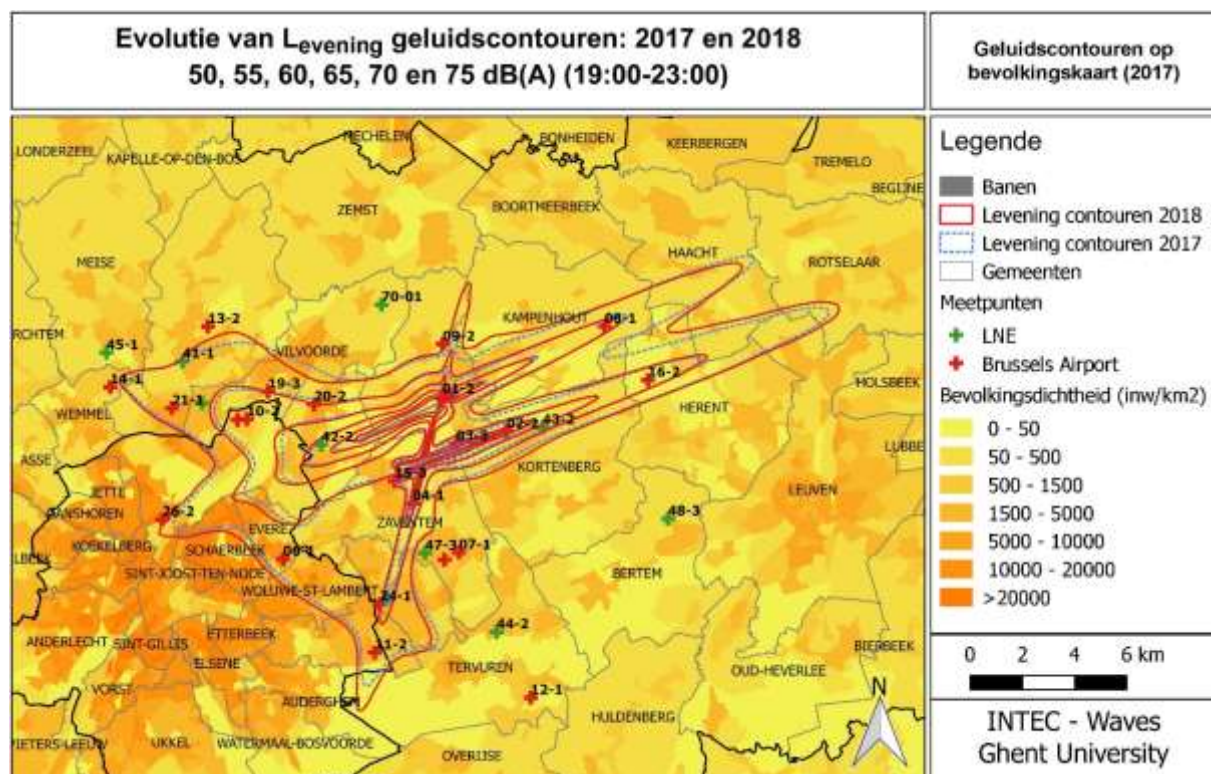 Evolutie van Levening geluidscontouren: 2017 en 2018
50, 55, 60, 65, 70 en 75 dB(A) (19:00-23:00)
Geluidscontouren op
bevolkingskaart (2017)
LONDERZEEL
KAPELLE-OP-DEN-BOS
MECHELEN
BONHEIDEN
KEERBERGEN
TREMELO
BEGIJNE
ZEMST
BOORTMEERBEEK
HAACHT
ROTSELAAR
MEISE
70-01
KAMPENHOUT
08-1
13-2
RCHTEM
45-1
41-1
VILVOORDE
09-2
14-1
19-3
01-2
16-2
HOLSBEEK
WEMMEL
21-1
10-2
20-2
HERENT
02-2
43-2
42-2
03-3
LUBBE
ASSE
KORTENBERG
JETTE
04-1
LEUVEN
26-2
ZAVENTEM
48-3
KOEKELBERG
EVERE
SCHAERBEEK
47-3
07-1
SINT-JOOST-TEN-NODE
BERTEM
WOLUWE-ST-LAMBERT
24-1
ANDERLECHT
SINT-GILLIS
ETTERBEEK
44-2
BIERBEEK
ELSENE
11-2
TERVUREN
OUD-HEVERLEE
VORST
AUDERGHEM
12-1
HULDENBERG
PIETERS-LEEUW
UKKEL
WATERMAAL-BOSVOORDE
OVERIJSE
N
Legende
Banen
Levening contouren 2018
Levening contouren 2017
Gemeenten
Meetpunten
LNE
Brussels Airport
Bevolkingsdichtheid (inw/km2)
0 - 50
50 - 500
500 - 1500
1500 - 5000
5000 - 10000
10000 - 20000
>20000
0 2 4 6 km
INTEC - Waves
Ghent University